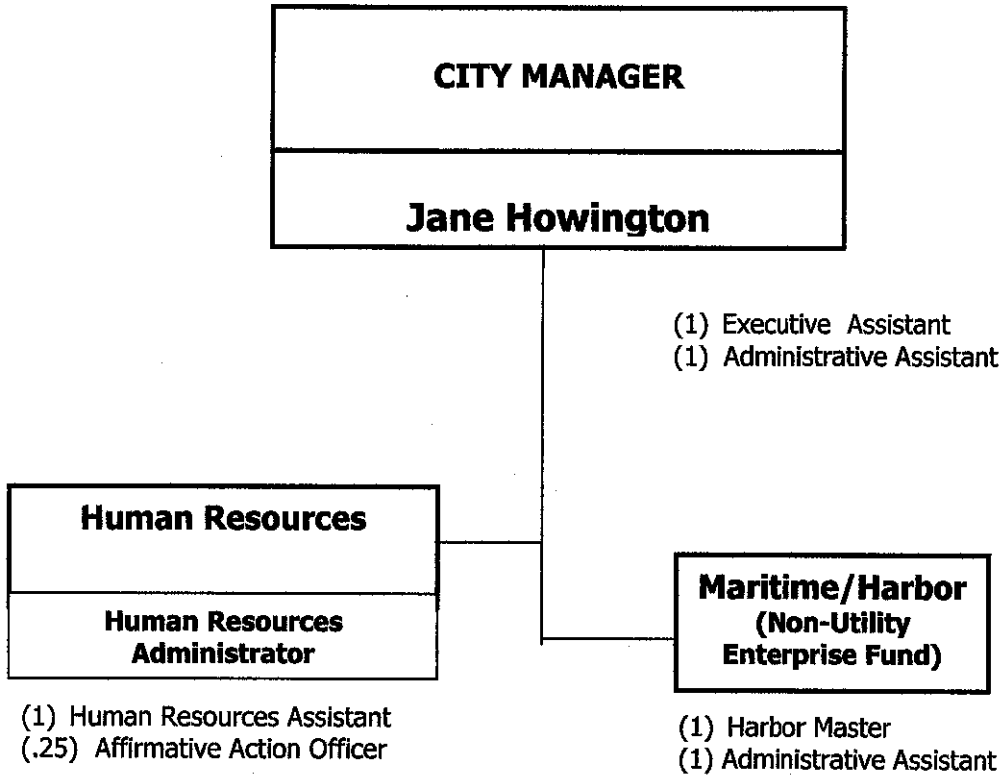 CITY MANAGER
Jane Howington
(1) Executive Assistant
(1) Administrative Assistant
Human Resources
Human Resources
Administrator
(1) Human Resources Assistant
(.25) Affirmative Action Officer
Maritime/Harbor
(Non-Utility
Enterprise Fund)
(1) Harbor Master
(1) Administrative Assistant